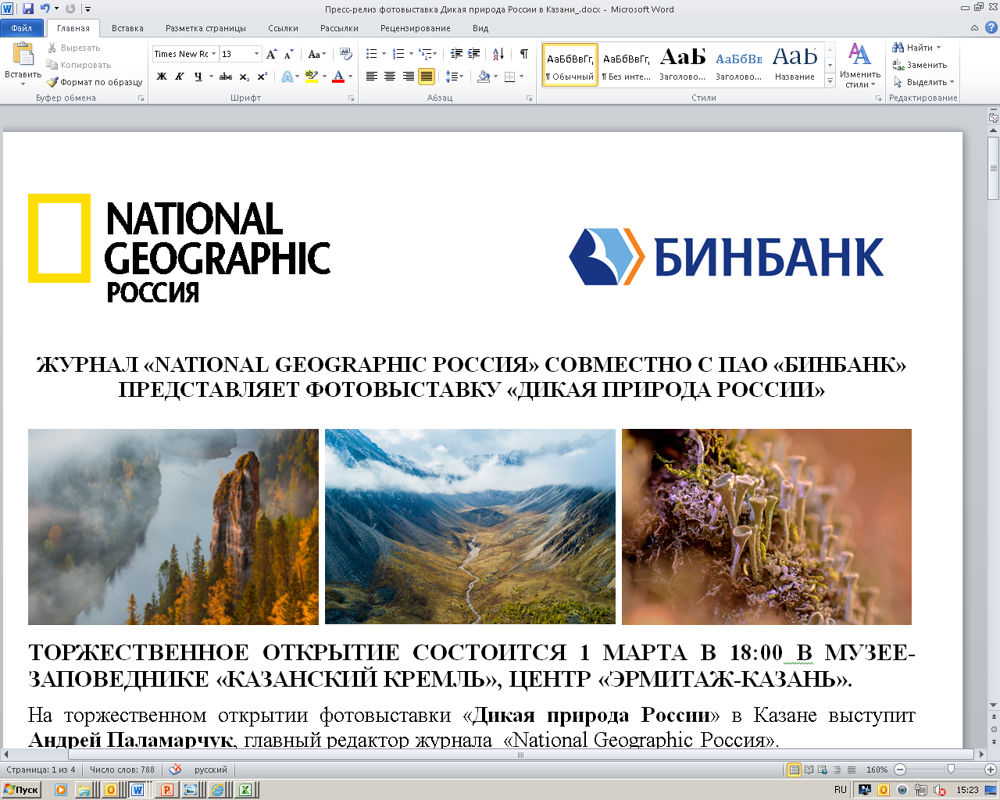 Пресс-релиз фотовыставка Дикая природа России в Казани_.docx - Microsoft Word
Файл Главная Вставка Разметка страницы Ссылки Рассылки Рецензирование Вид
Вставить
Вырезать
Копировать
Формат по образцу
Буфер обмена
Times New Rc 13
Ж К Ч abc x₂ x²
Шрифт
Абзац
АаБбВвГг, АаБбВвГг, АаБ АаБбВв АаБ
¶ Обычный ¶ Без инте... Заголово... Заголово... Название
Изменить стили
Стили
Найти
Заменить
Выделить
Редактирование
NATIONAL
GEOGRAPHIC
РОССИЯ
БИНБАНК
ЖУРНАЛ «NATIONAL GEOGRAPHIC РОССИЯ» СОВМЕСТНО С ПАО «БИНБАНК»
ПРЕДСТАВЛЯЕТ ФОТОВЫСТАВКУ «ДИКАЯ ПРИРОДА РОССИИ»
ТОРЖЕСТВЕННОЕ ОТКРЫТИЕ СОСТОИТСЯ 1 МАРТА В 18:00 В МУЗЕЕ-
ЗАПОВЕДНИКЕ «КАЗАНСКИЙ КРЕМЛЬ», ЦЕНТР «ЭРМИТАЖ-КАЗАНЬ».
На торжественном открытии фотовыставки «Дикая природа России» в Казане выступит
Андрей Паламарчук, главный редактор журнала «National Geographic Россия».
Страница: 1 из 4 Число слов: 788 русский 160%
Пуск RU 15:23